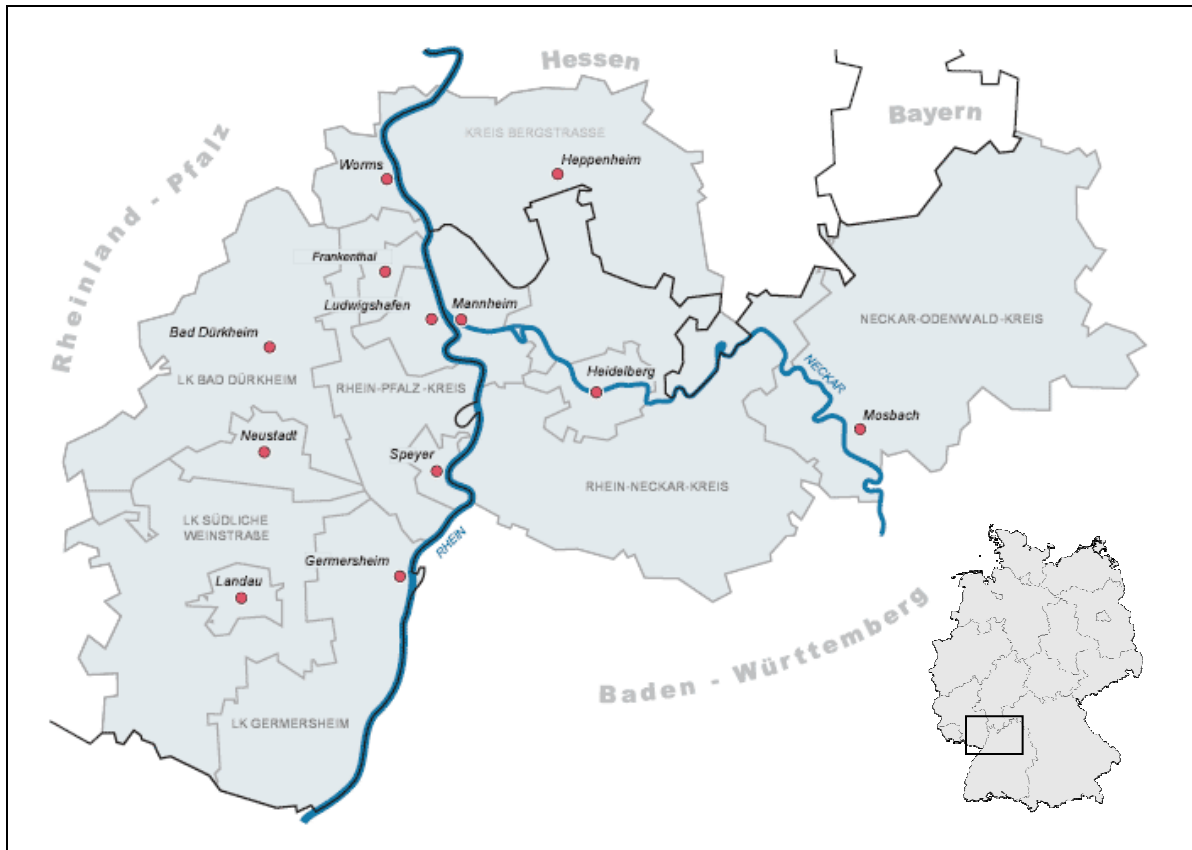 Hessen
Bayern
Rheinland - Pfalz
KREIS BERGSTRASSE
Worms
Heppenheim
Frankenthal
Ludwigshafen
Mannheim
NECKAR-ODENWALD-KREIS
Bad Dürkheim
LK BAD DÜRKHEIM
RHEIN-PFALZ-KREIS
Heidelberg
NECKAR
Mosbach
Neustadt
Speyer
RHEIN-NECKAR-KREIS
LK SÜDLICHE
WEINSTRAßE
RHEIN
Germersheim
Landau
Baden - Württemberg
LK GERMERSHEIM